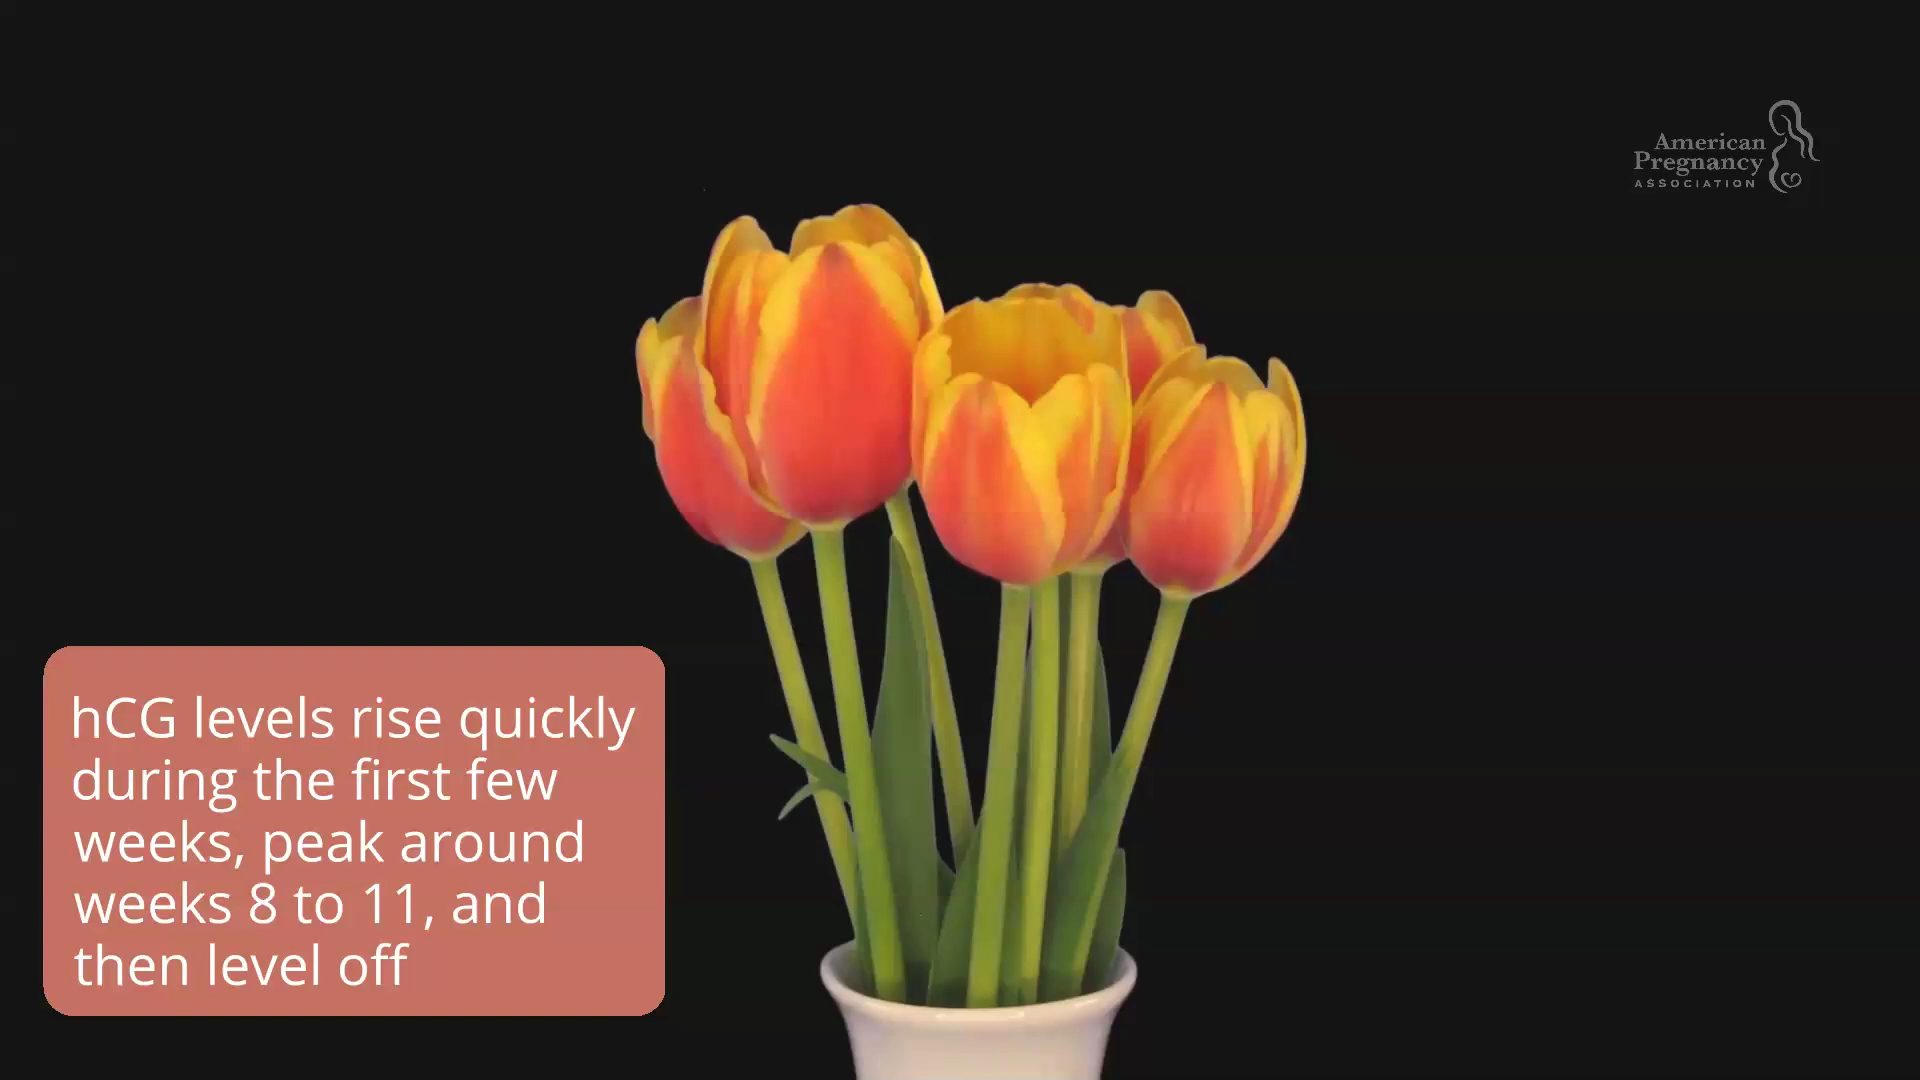 American
Pregnancy
ASSOCIATION
hCG levels rise quickly
during the first few
weeks, peak around
weeks 8 to 11, and
then level off